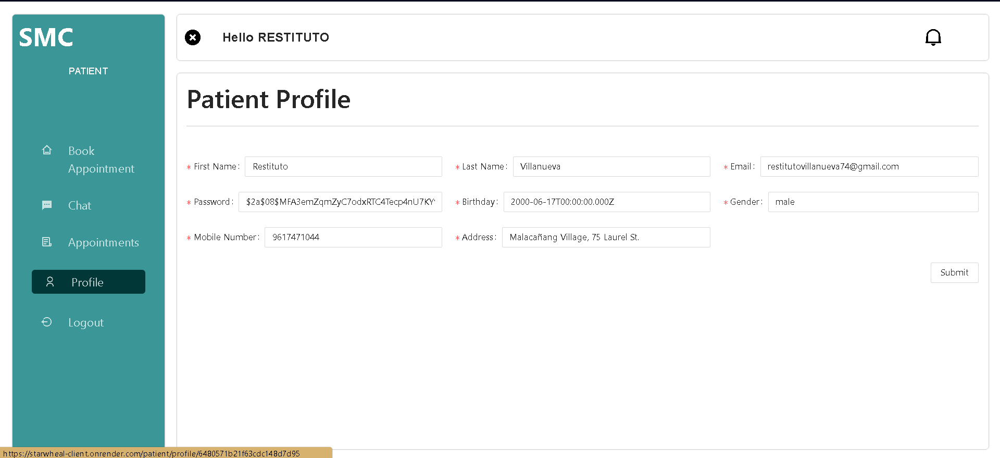 SMC
PATIENT
Book
Appointment
Chat
Appointments
Profile
Logout
Hello RESTITUTO
Patient Profile
* First Name: Restituto
* Last Name: Villanueva
* Email: restitutovillanueva74@gmail.com
* Password: $2a$08$MFA3emZqmZyC7odxRTC4Tecp4nU7KY
* Birthday: 2000-06-17T00:00:00.000Z
* Gender: male
* Mobile Number: 9617471044
* Address: Malacañang Village, 75 Laurel St.
Submit
https://starwheal-client.onrender.com/patient/profile/6480571b21f63cdc148d7d95